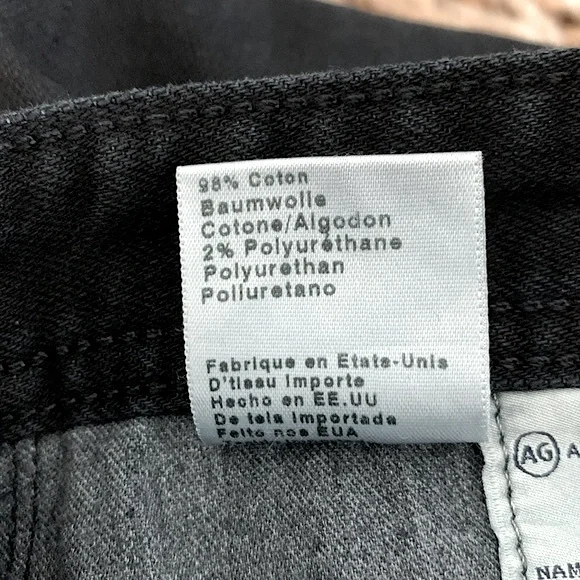 98% Coton
Baumwolle
Cotone/Algodon
2% Polyuréthane
Polyurethan
Poliuretano
Fabrique en Etats-Unis
D'tissu Importe
Hecho en EE.UU
De tela Importada
Feito nos EUA
AG A
NAM